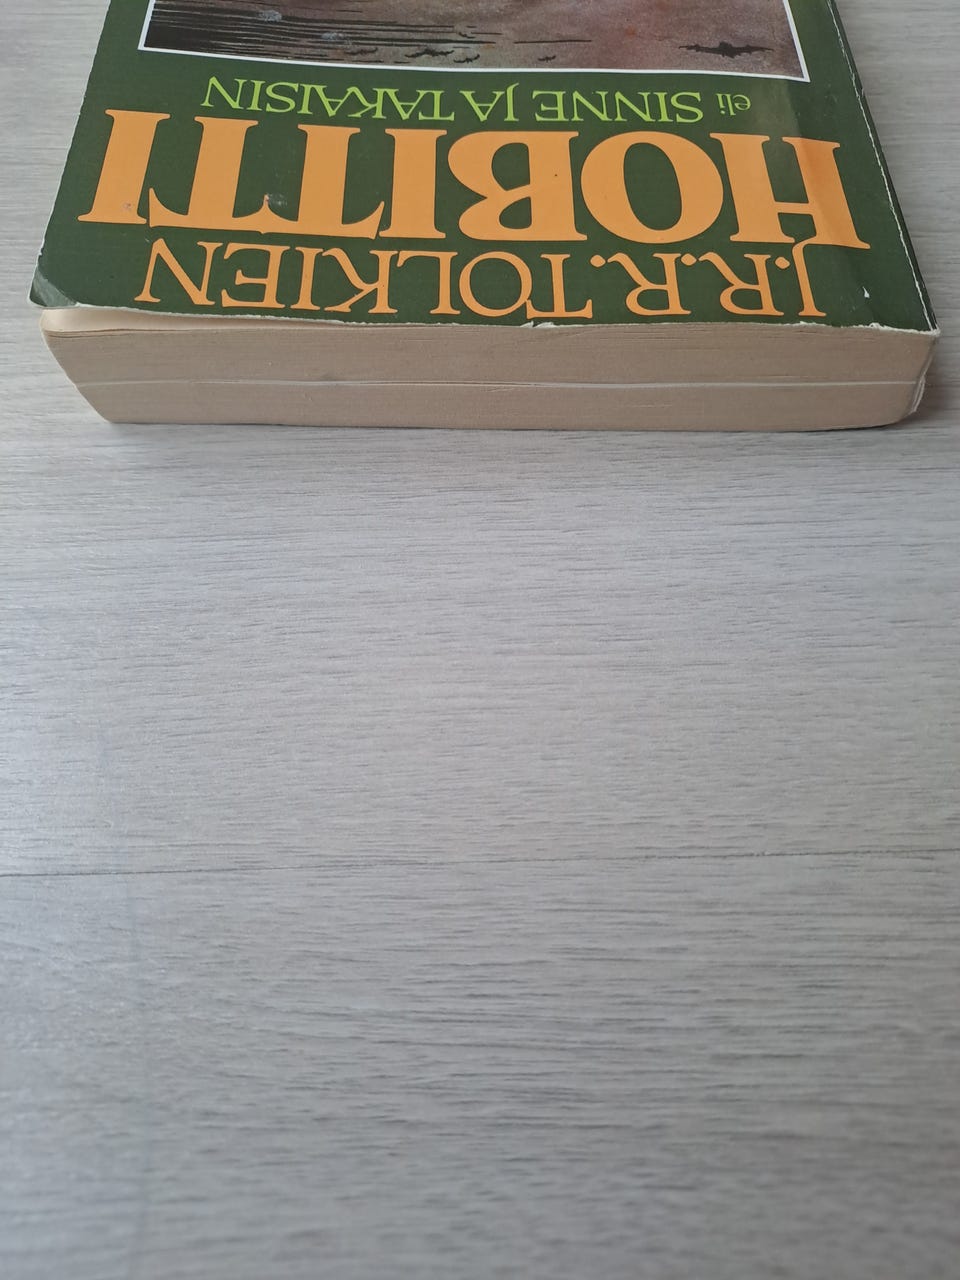 J.R.R. TOLKIEN
HOBITTI
eli SINNE JA TAKAISIN